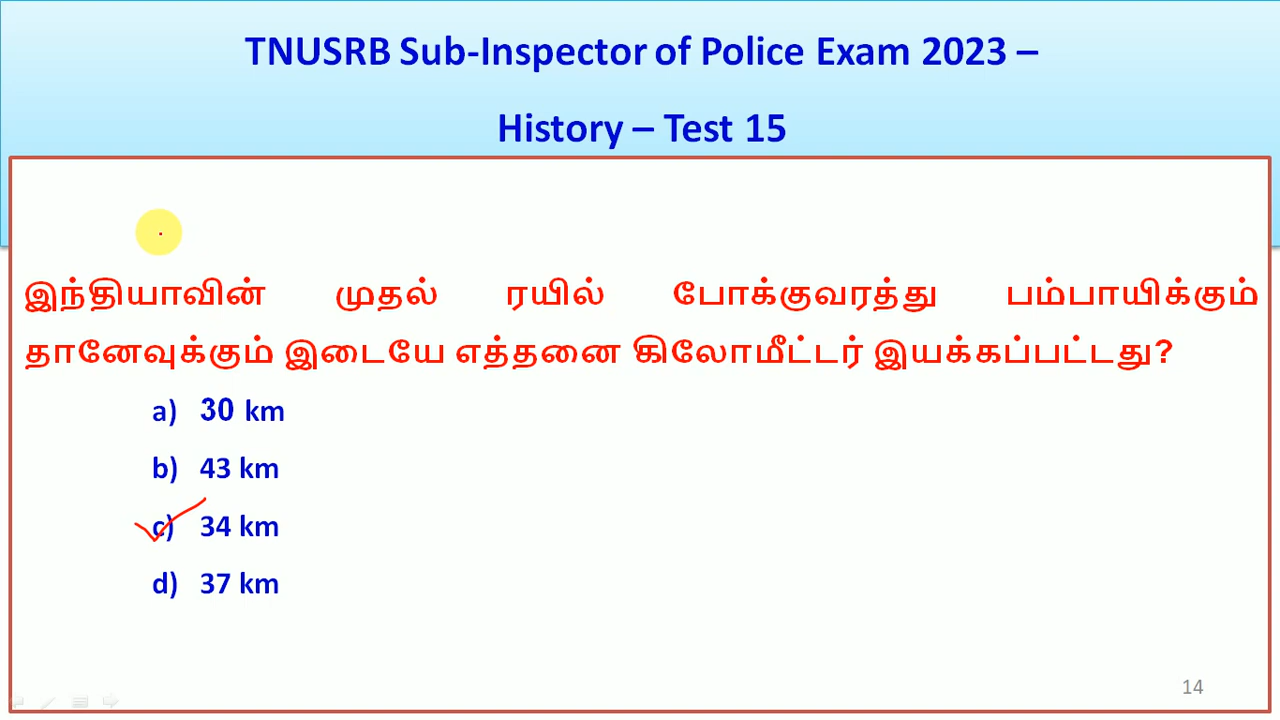 TNUSRB Sub-Inspector of Police Exam 2023 –
History – Test 15
இந்தியாவின் முதல் ரயில் போக்குவரத்து பம்பாயிக்கும்
தானேவுக்கும் இடையே எத்தனை கிலோமீட்டர் இயக்கப்பட்டது?
a) 30 km
b) 43 km
c) 34 km
d) 37 km
14